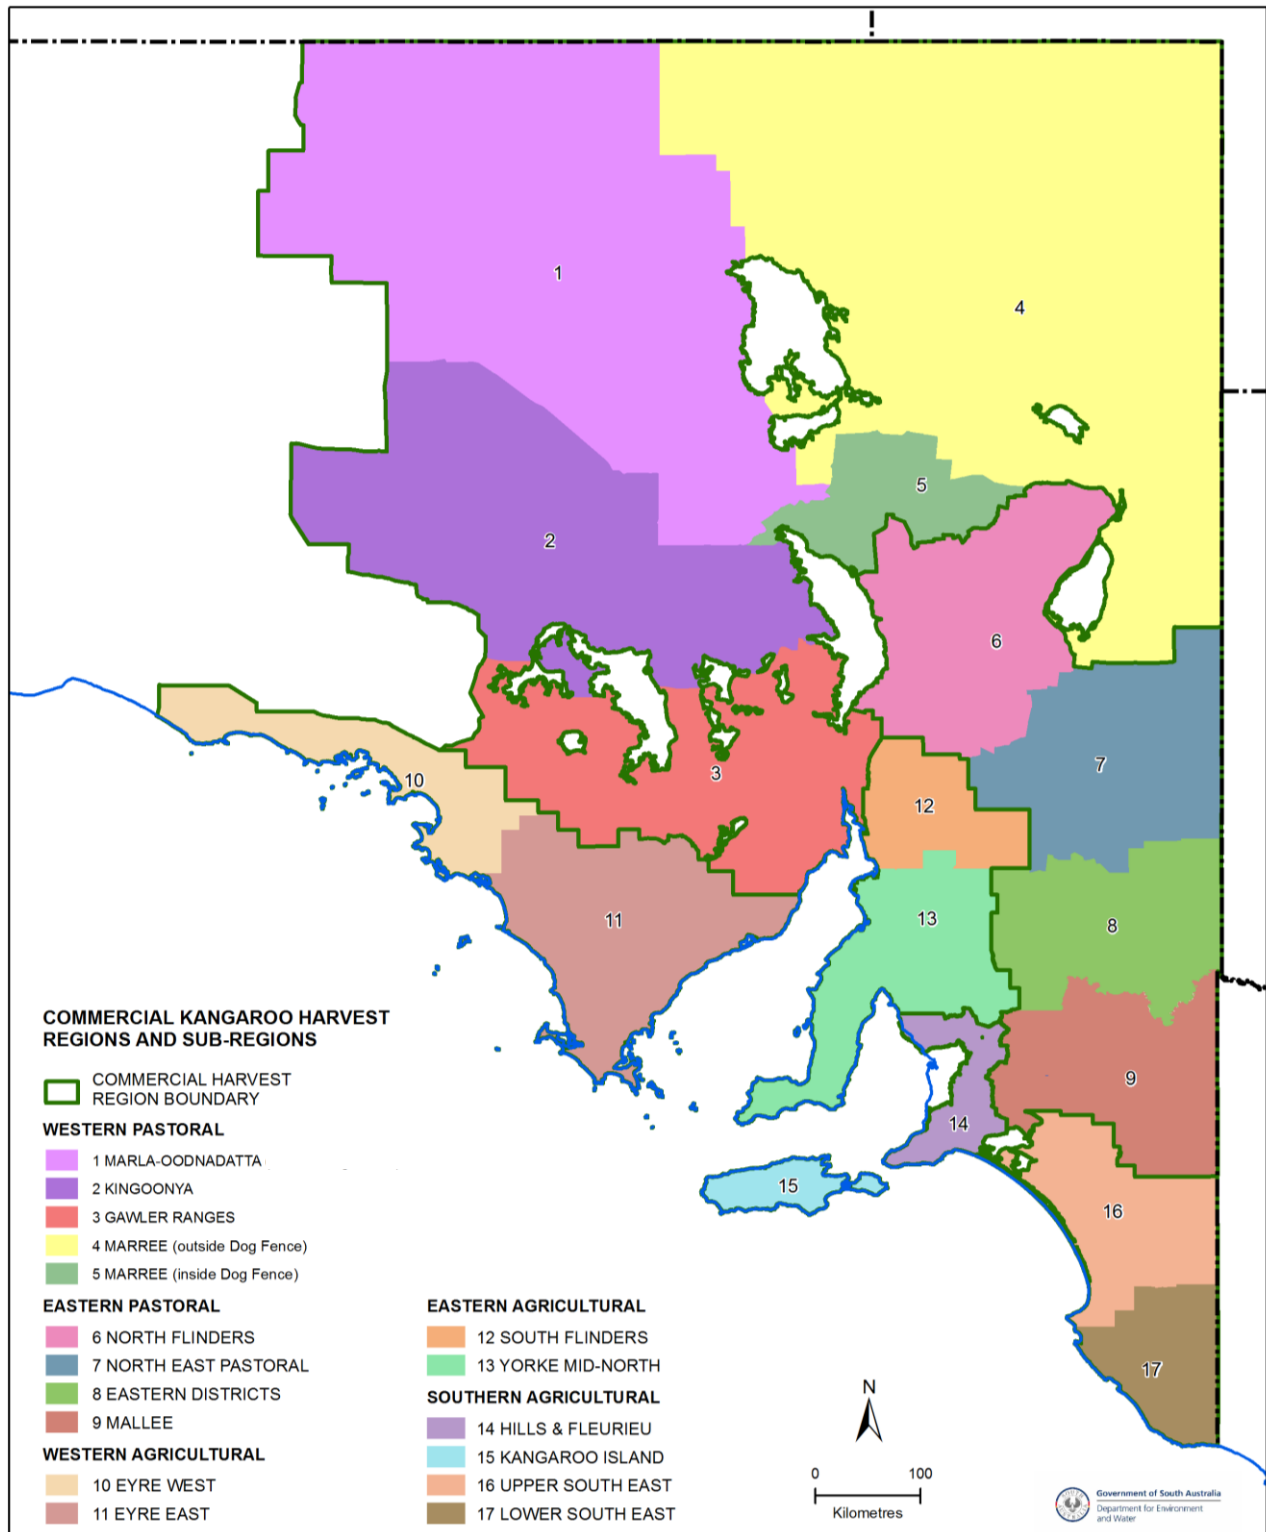 1
4
5
2
6
3
7
10
12
11
13
8
9
14
15
16
17
COMMERCIAL KANGAROO HARVEST
REGIONS AND SUB-REGIONS
COMMERCIAL HARVEST
REGION BOUNDARY
WESTERN PASTORAL
1 MARLA-OODNADATTA
2 KINGOONYA
3 GAWLER RANGES
4 MARREE (outside Dog Fence)
5 MARREE (inside Dog Fence)
EASTERN PASTORAL
6 NORTH FLINDERS
7 NORTH EAST PASTORAL
8 EASTERN DISTRICTS
9 MALLEE
WESTERN AGRICULTURAL
10 EYRE WEST
11 EYRE EAST
EASTERN AGRICULTURAL
12 SOUTH FLINDERS
13 YORKE MID-NORTH
SOUTHERN AGRICULTURAL
14 HILLS & FLEURIEU
15 KANGAROO ISLAND
16 UPPER SOUTH EAST
17 LOWER SOUTH EAST
N
0 100
Kilometres
Government of South Australia
Department for Environment
and Water